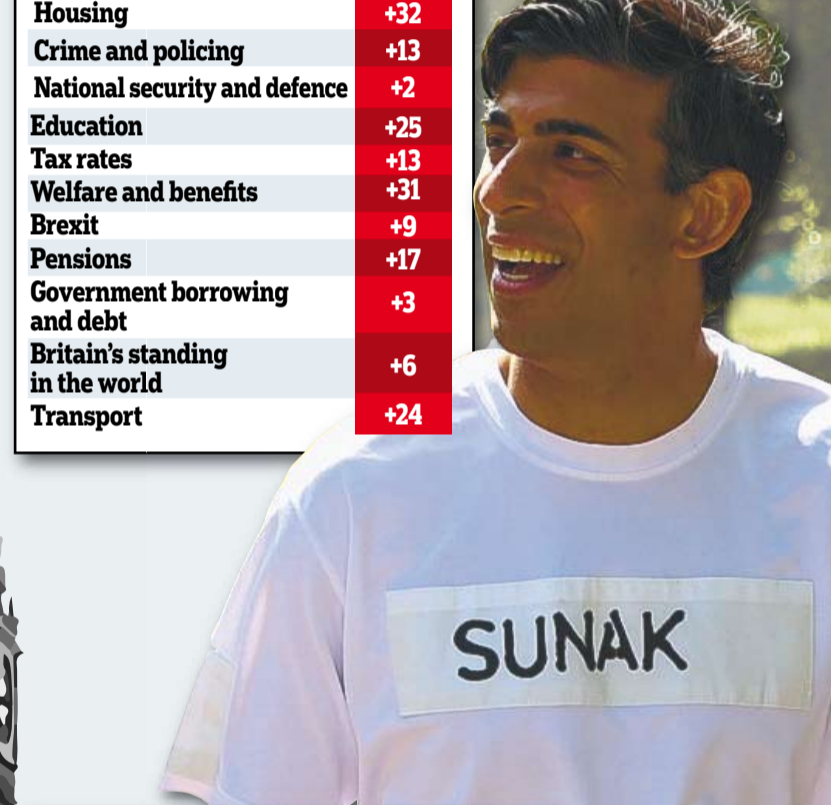 Housing +32
Crime and policing +13
National security and defence +2
Education +25
Tax rates +13
Welfare and benefits +31
Brexit +9
Pensions +17
Government borrowing
and debt +3
Britain's standing
in the world +6
Transport +24
SUNAK